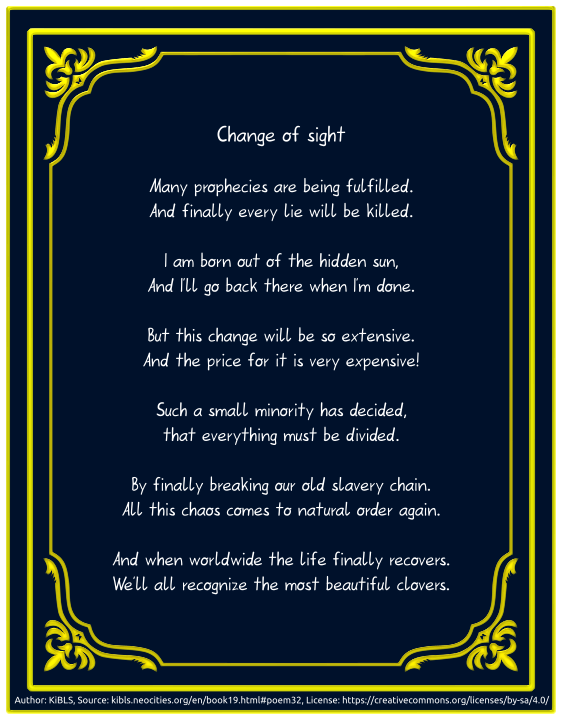 Change of sight
Many prophecies are being fulfilled.
And finally every lie will be killed.
I am born out of the hidden sun,
And I'll go back there when I'm done.
But this change will be so extensive.
And the price for it is very expensive!
Such a small minority has decided,
that everything must be divided.
By finally breaking our old slavery chain.
All this chaos comes to natural order again.
And when worldwide the life finally recovers.
We'll all recognize the most beautiful clovers.
Author: KiBLS, Source: kibls.neocities.org/en/book19.html#poem32, License: https://creativecommons.org/licenses/by-sa/4.0/